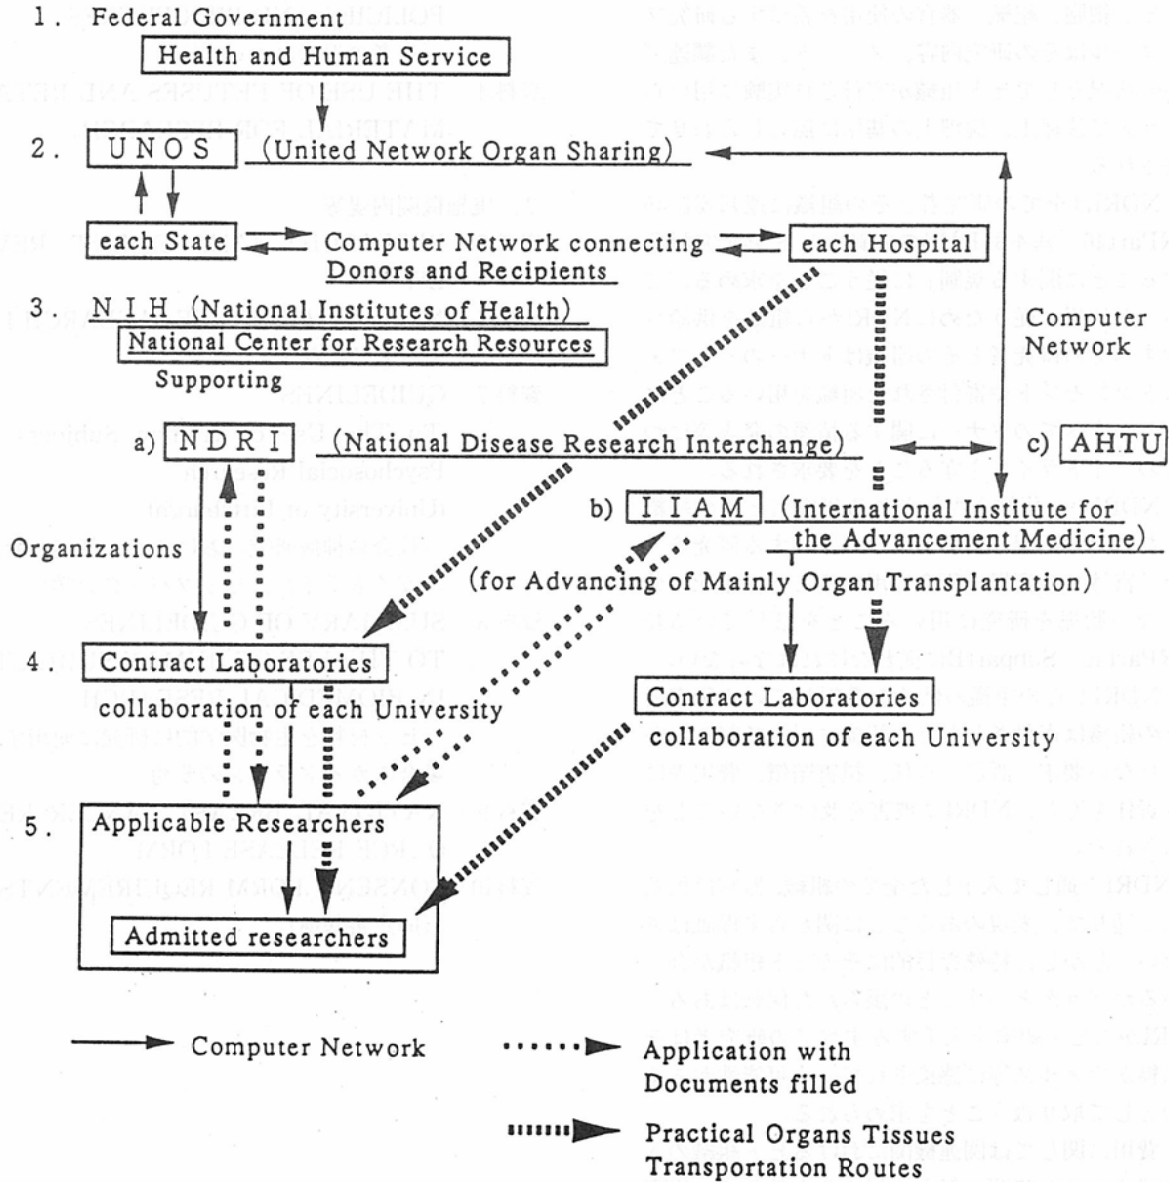 1. Federal Government
Health and Human Service
2. UNOS (United Network Organ Sharing)
each State
Computer Network connecting
Donors and Recipients
each Hospital
3. NIH (National Institutes of Health)
National Center for Research Resources
Supporting
Computer
Network
a) NDRI (National Disease Research Interchange)
c) AHTU
b) IIAM (International Institute for
the Advancement Medicine)
(for Advancing of Mainly Organ Transplantation)
Organizations
4. Contract Laboratories
collaboration of each University
Contract Laboratories
collaboration of each University
5. Applicable Researchers
Admitted researchers
Computer Network
Application with
Documents filled
Practical Organs Tissues
Transportation Routes